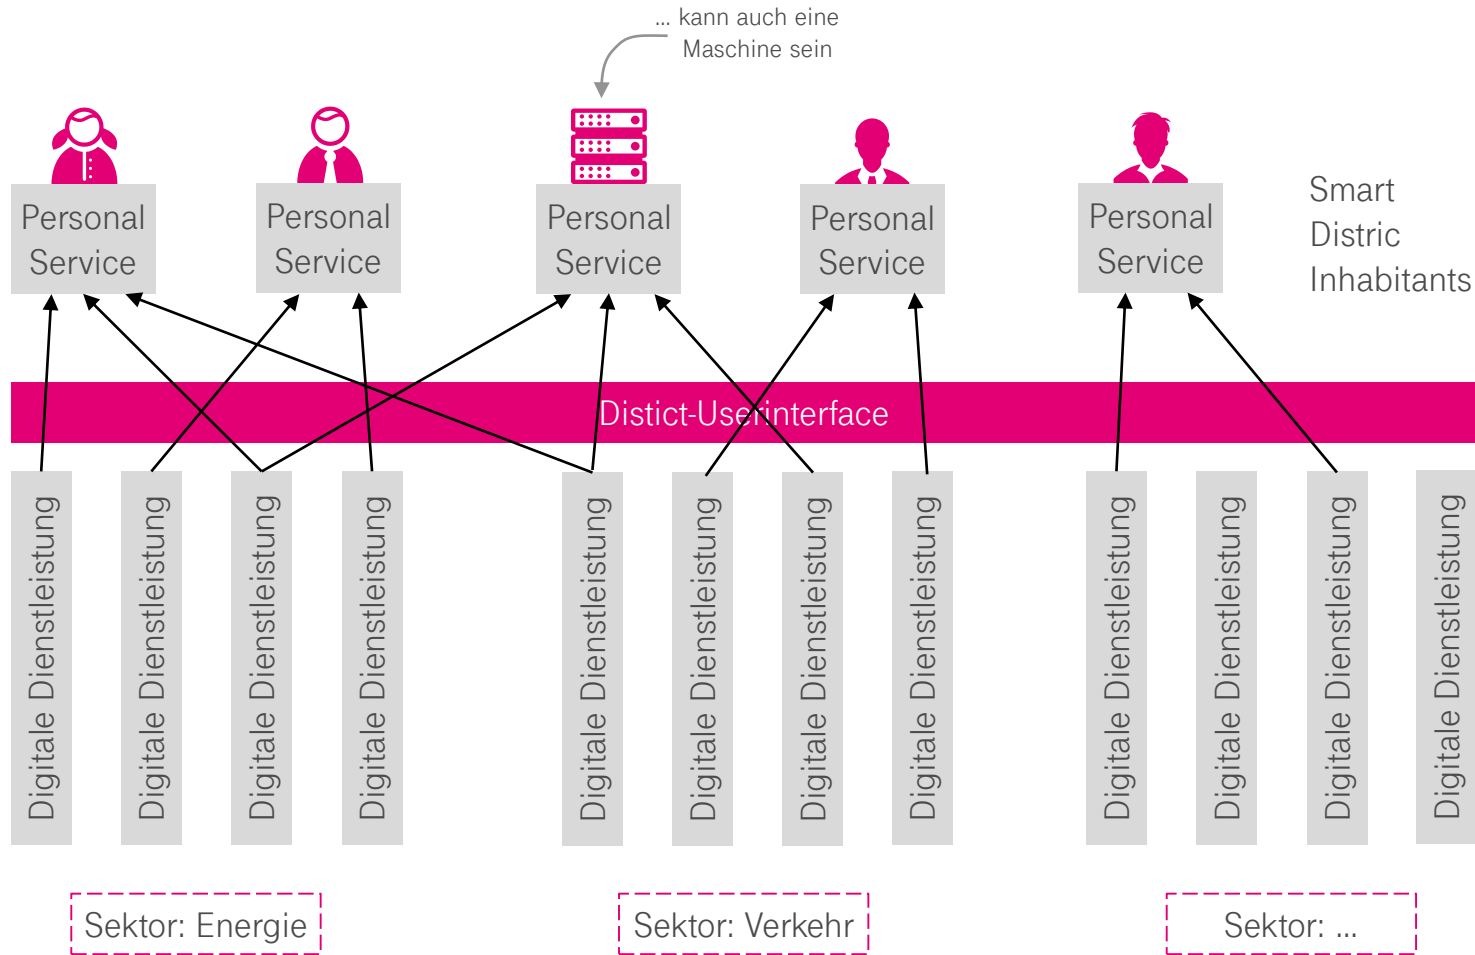 ... kann auch eine
Maschine sein
Personal
Service
Personal
Service
Personal
Service
Personal
Service
Personal
Service
Smart
Distric
Inhabitants
Distict-Userinterface
Digitale Dienstleistung
Digitale Dienstleistung
Digitale Dienstleistung
Digitale Dienstleistung
Digitale Dienstleistung
Digitale Dienstleistung
Digitale Dienstleistung
Digitale Dienstleistung
Digitale Dienstleistung
Digitale Dienstleistung
Digitale Dienstleistung
Digitale Dienstleistung
Sektor: Energie
Sektor: Verkehr
Sektor: ...